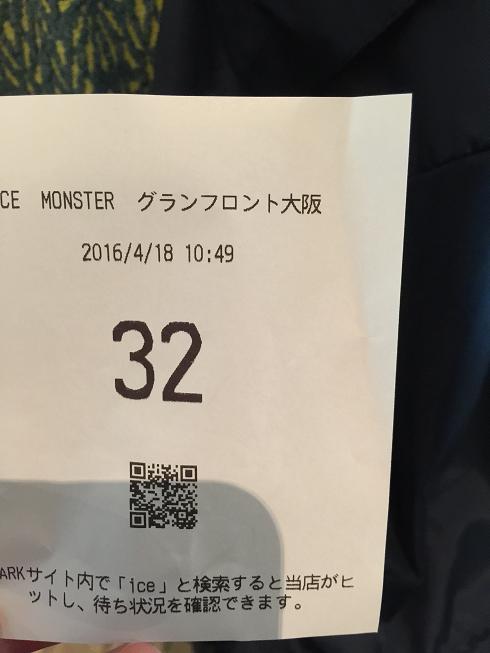 CE MONSTER グランフロント大阪
2016/4/18 10:49
32
ARKサイト内で「ice」と検索すると当店がヒ
ットし、待ち状況を確認できます。